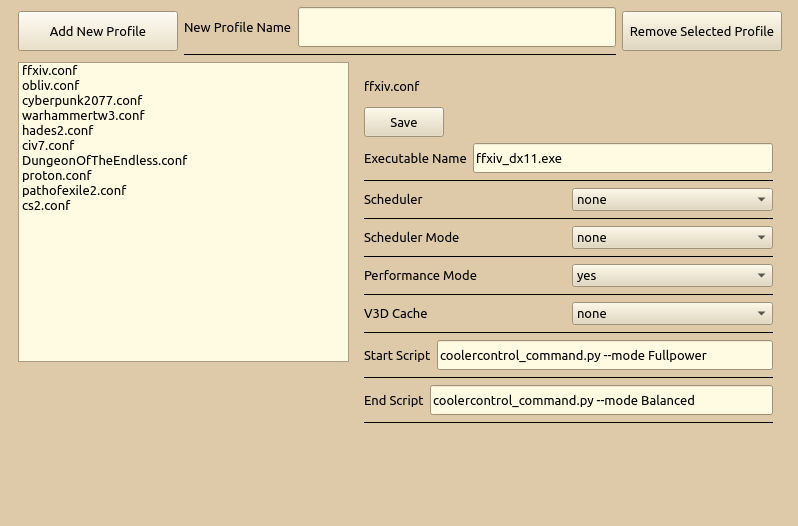 Add New Profile
New Profile Name
Remove Selected Profile
ffxiv.conf
obliv.conf
cyberpunk2077.conf
warhammertw3.conf
hades2.conf
civ7.conf
DungeonOfTheEndless.conf
proton.conf
pathofexile2.conf
cs2.conf
ffxiv.conf
Save
Executable Name ffxiv_dx11.exe
Scheduler none
Scheduler Mode none
Performance Mode yes
V3D Cache none
Start Script coolercontrol_command.py --mode Fullpower
End Script coolercontrol_command.py --mode Balanced